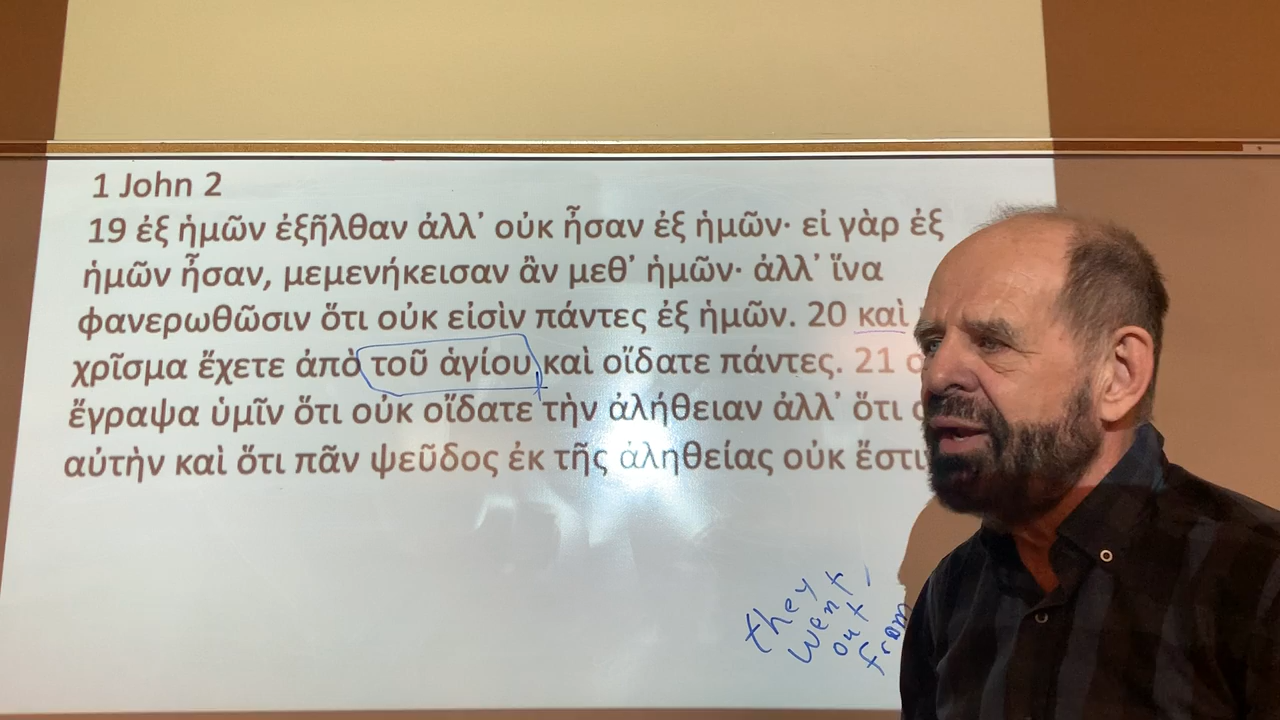 1 John 2
19 ἐξ ἡμῶν ἐξῆλθαν ἀλλ᾽ οὐκ ἦσαν ἐξ ἡμῶν· εἰ γὰρ ἐξ
ἡμῶν ἦσαν, μεμενήκεισαν ἂν μεθ᾽ ἡμῶν· ἀλλ᾽ ἵνα
φανερωθῶσιν ὅτι οὐκ εἰσὶν πάντες ἐξ ἡμῶν. 20 καὶ
χρῖσμα ἔχετε ἀπὸ τοῦ ἁγίου καὶ οἴδατε πάντες. 21
ἔγραψα ὑμῖν ὅτι οὐκ οἴδατε τὴν ἀλήθειαν ἀλλ᾽ ὅτι
αὐτὴν καὶ ὅτι πᾶν ψεῦδος ἐκ τῆς ἀληθείας οὐκ
they
went
out
from